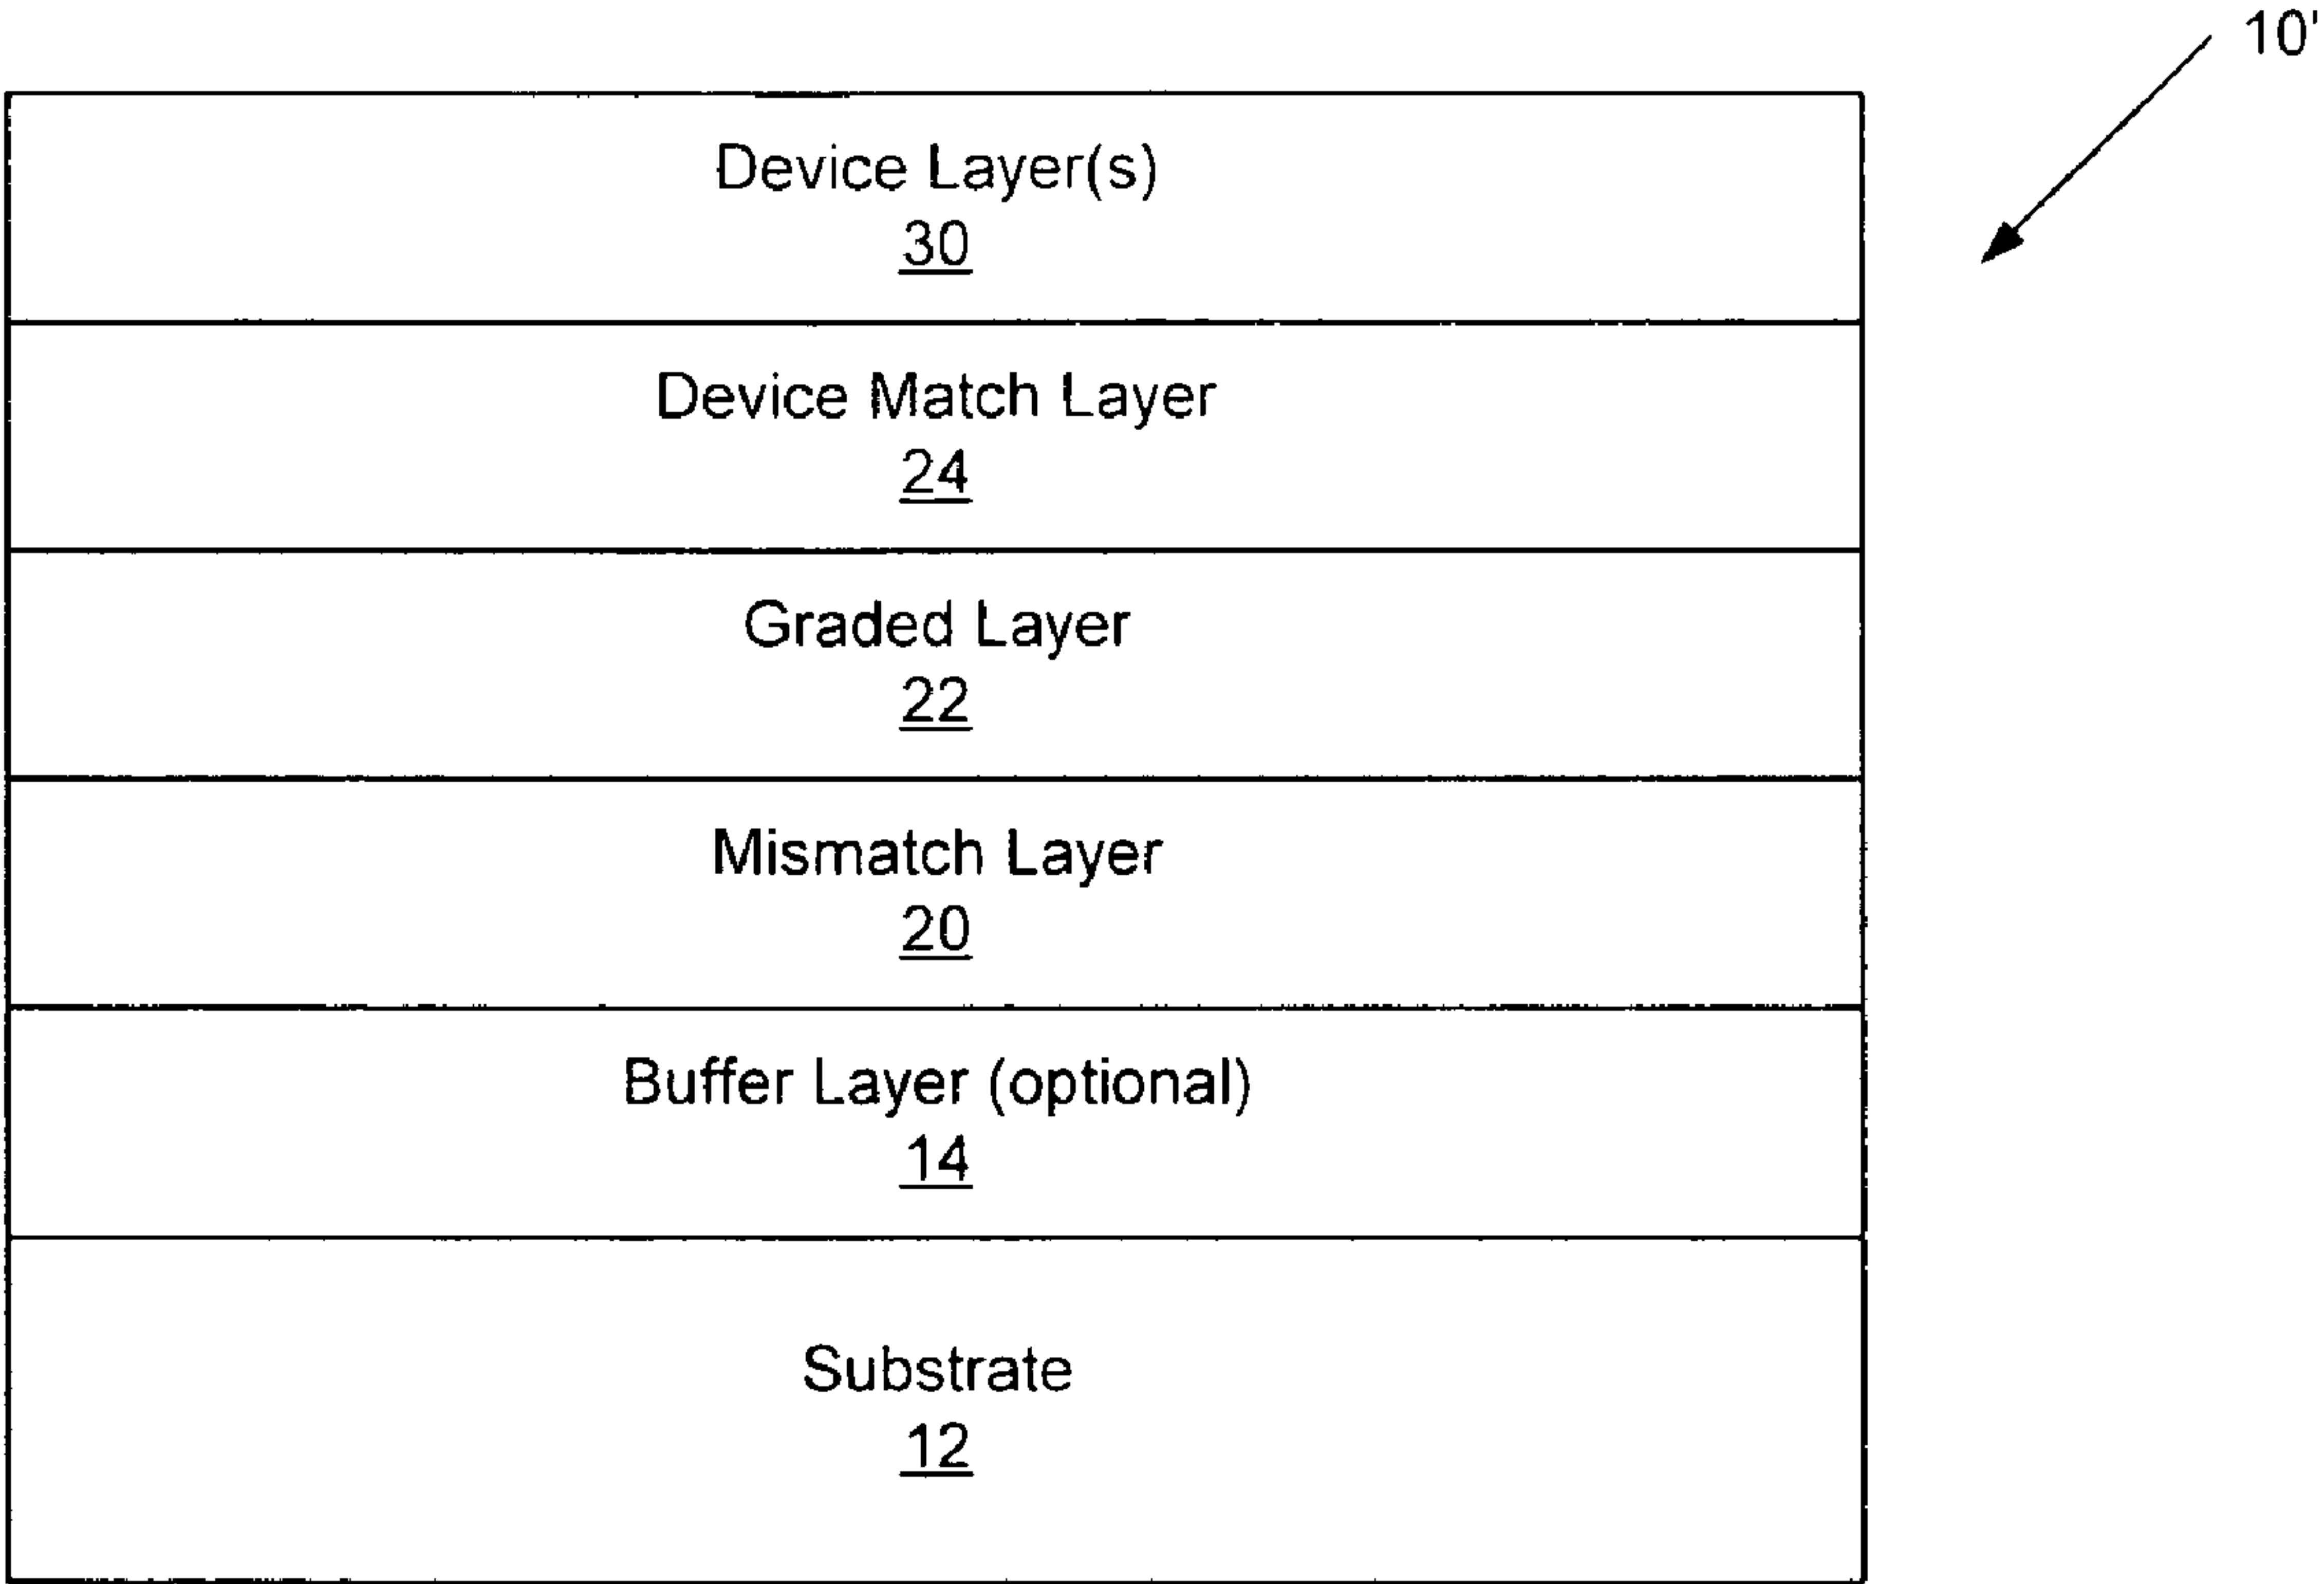 10'
Device Layer(s)
30
Device Match Layer
24
Graded Layer
22
Mismatch Layer
20
Buffer Layer (optional)
14
Substrate
12